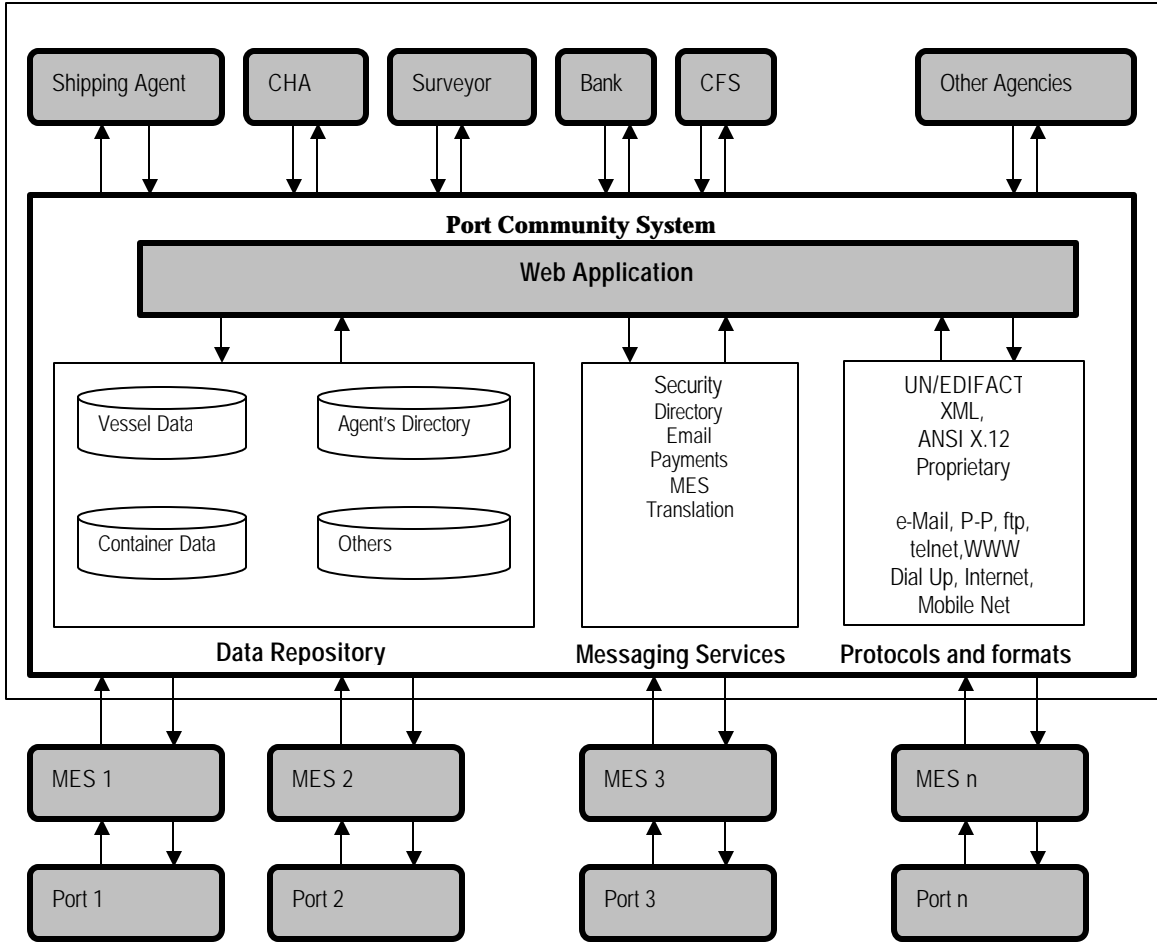 Shipping Agent
CHA
Surveyor
Bank
CFS
Other Agencies
Port Community System
Web Application
Vessel Data
Agent's Directory
Container Data
Others
Data Repository
Security
Directory
Email
Payments
MES
Translation
Messaging Services
UN/EDIFACT
XML,
ANSI X.12
Proprietary
e-Mail, P-P, ftp,
telnet,WWW
Dial Up, Internet,
Mobile Net
Protocols and formats
MES 1
MES 2
MES 3
MES n
Port 1
Port 2
Port 3
Port n